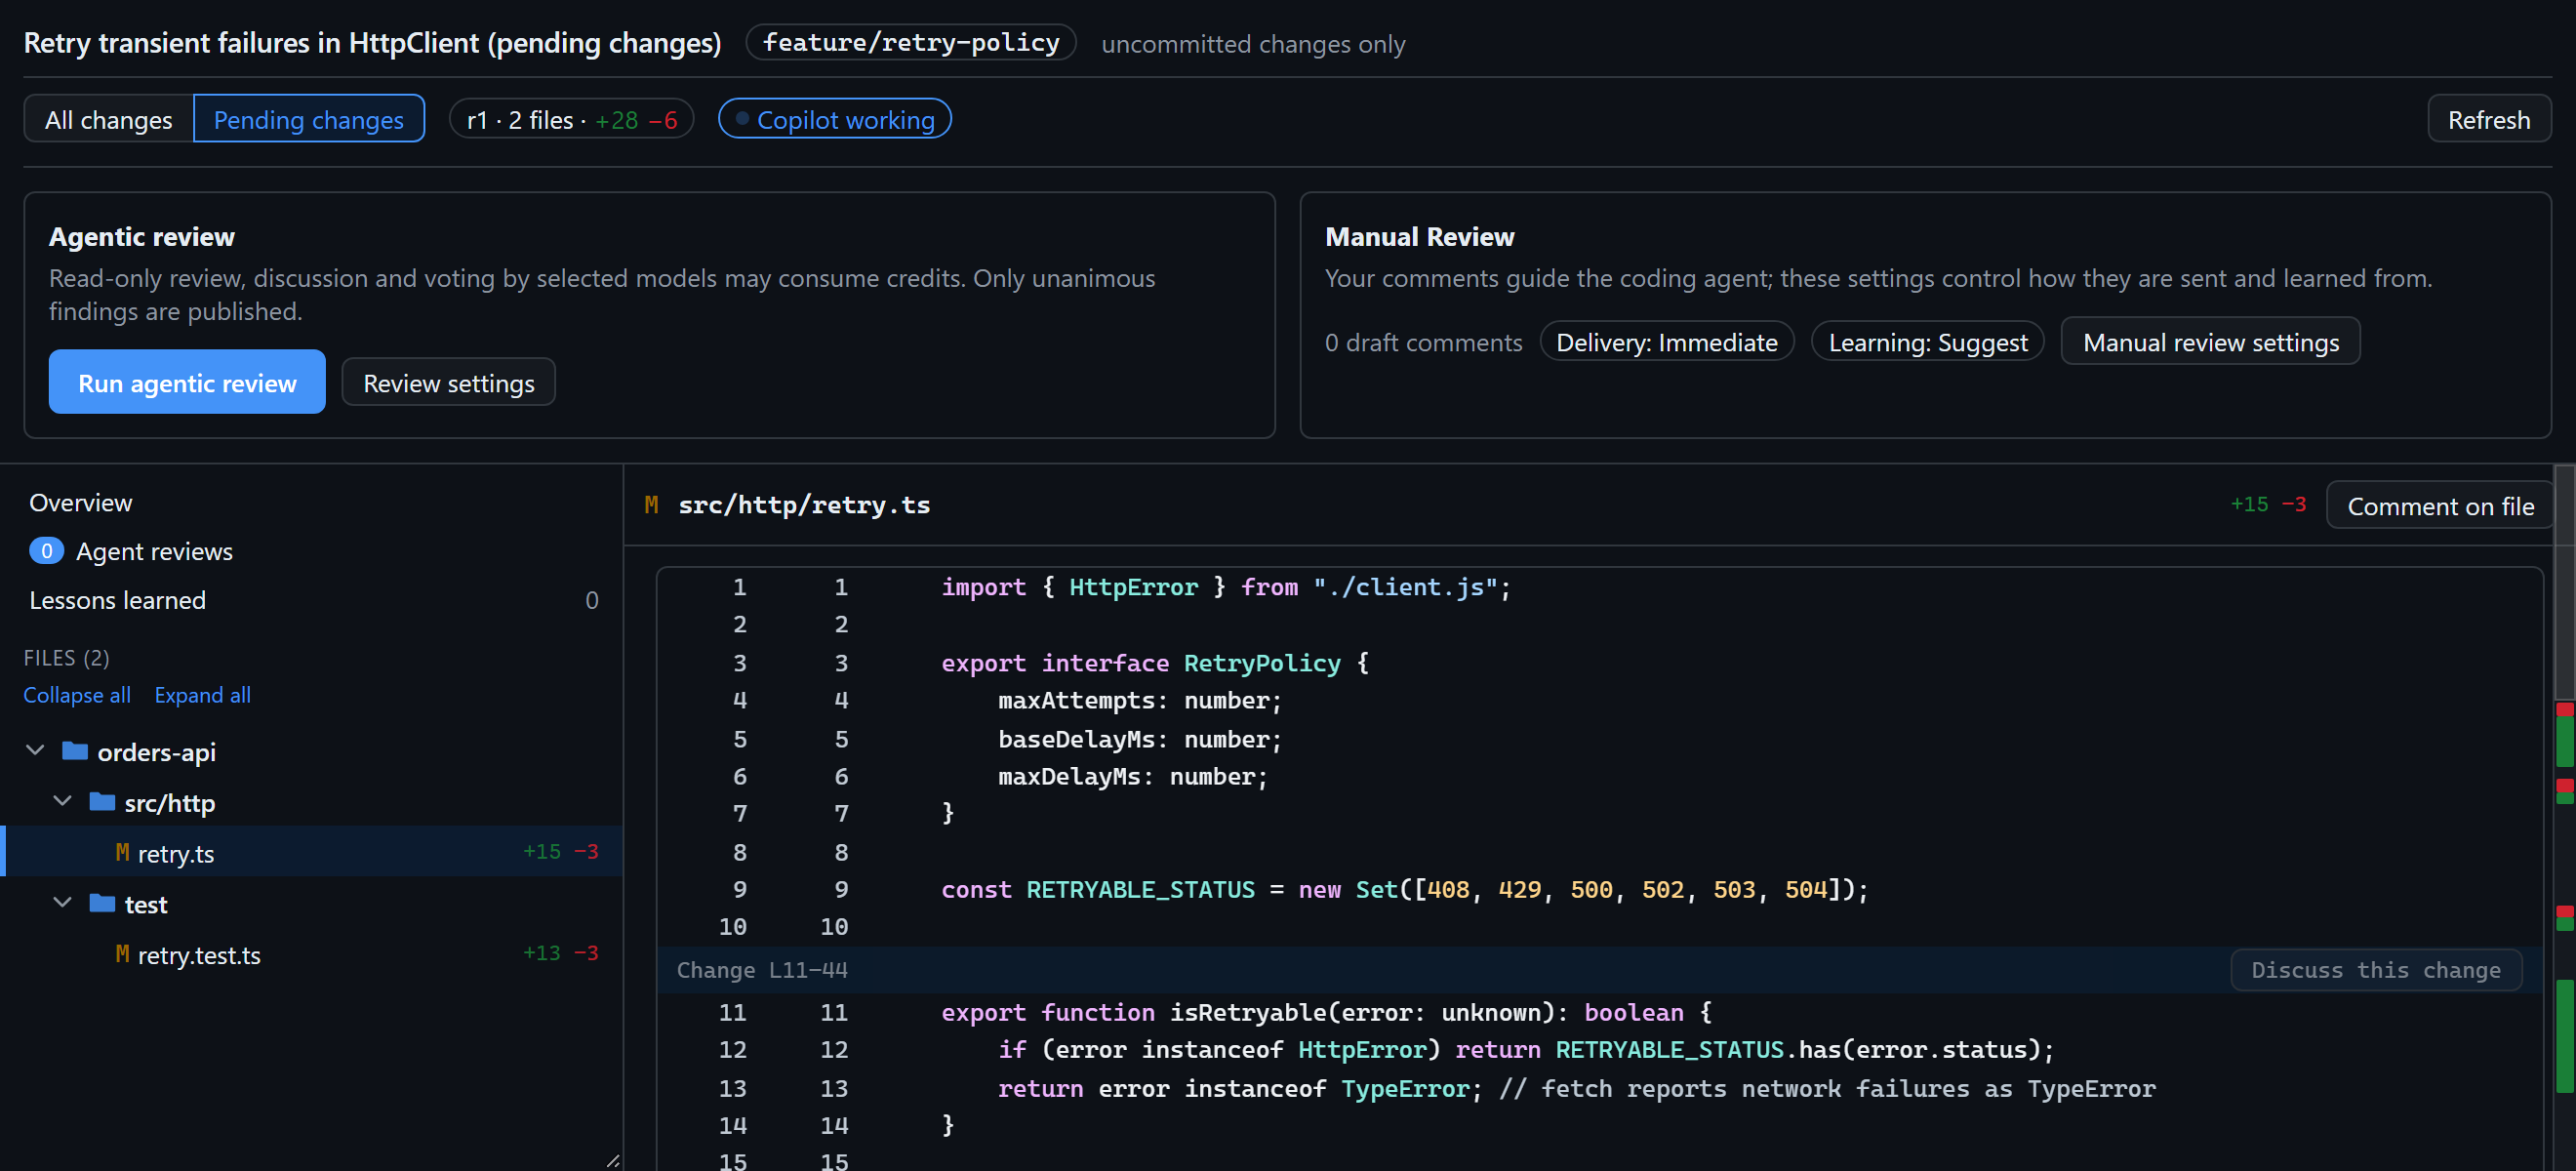 Retry transient failures in HttpClient (pending changes) feature/retry-policy uncommitted changes only
All changes Pending changes r1 · 2 files · +28 −6 Copilot working Refresh
Agentic review
Read-only review, discussion and voting by selected models may consume credits. Only unanimous
findings are published.
Run agentic review Review settings
Manual Review
Your comments guide the coding agent; these settings control how they are sent and learned from.
0 draft comments Delivery: Immediate Learning: Suggest Manual review settings
Overview
0 Agent reviews
Lessons learned 0
FILES (2)
Collapse all Expand all
orders-api
src/http
M retry.ts +15 −3
test
M retry.test.ts +13 −3
M src/http/retry.ts +15 −3 Comment on file
1 1 import { HttpError } from "./client.js";
2 2
3 3 export interface RetryPolicy {
4 4 maxAttempts: number;
5 5 baseDelayMs: number;
6 6 maxDelayMs: number;
7 7 }
8 8
9 9 const RETRYABLE_STATUS = new Set([408, 429, 500, 502, 503, 504]);
10 10
Change L11–44 Discuss this change
11 11 export function isRetryable(error: unknown): boolean {
12 12 if (error instanceof HttpError) return RETRYABLE_STATUS.has(error.status);
13 13 return error instanceof TypeError; // fetch reports network failures as TypeError
14 14 }
15 15